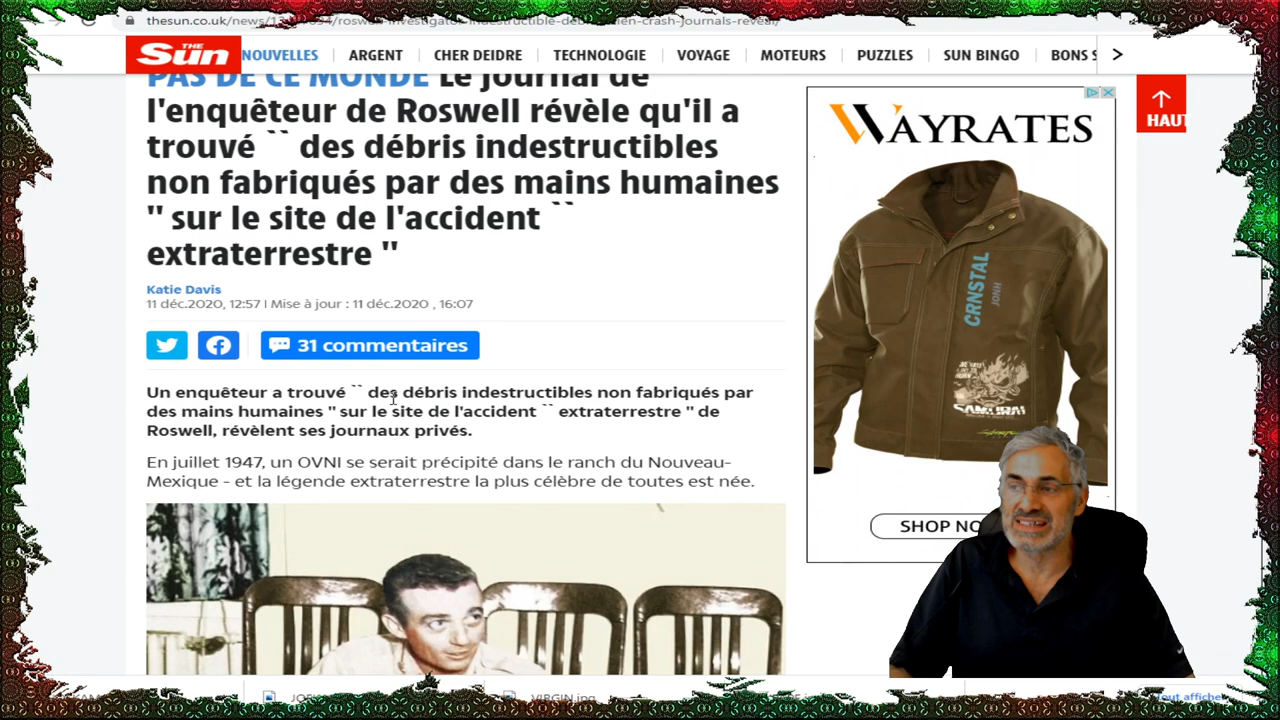 thesun.co.uk/news/
THE Sun
NOUVELLES
ARGENT
CHER DEIDRE
TECHNOLOGIE
VOYAGE
MOTEURS
PUZZLES
SUN BINGO
BONS
PAS DE CE MONDE Le journal de
l'enquêteur de Roswell révèle qu'il a
trouvé `` des débris indestructibles
non fabriqués par des mains humaines
'' sur le site de l'accident ``
extraterrestre ''
Katie Davis
11 déc.2020, 12:57 I Mise à jour : 11 déc.2020 , 16:07
31 commentaires
Un enquêteur a trouvé `` des débris indestructibles non fabriqués par
des mains humaines '' sur le site de l'accident `` extraterrestre '' de
Roswell, révèlent ses journaux privés.
En juillet 1947, un OVNI se serait précipité dans le ranch du Nouveau-
Mexique - et la légende extraterrestre la plus célèbre de toutes est née.
WAYRATES
CRNSTAL
JONH
SAMURAI
SHOP NO
HAUT
VIRGIN.jpg